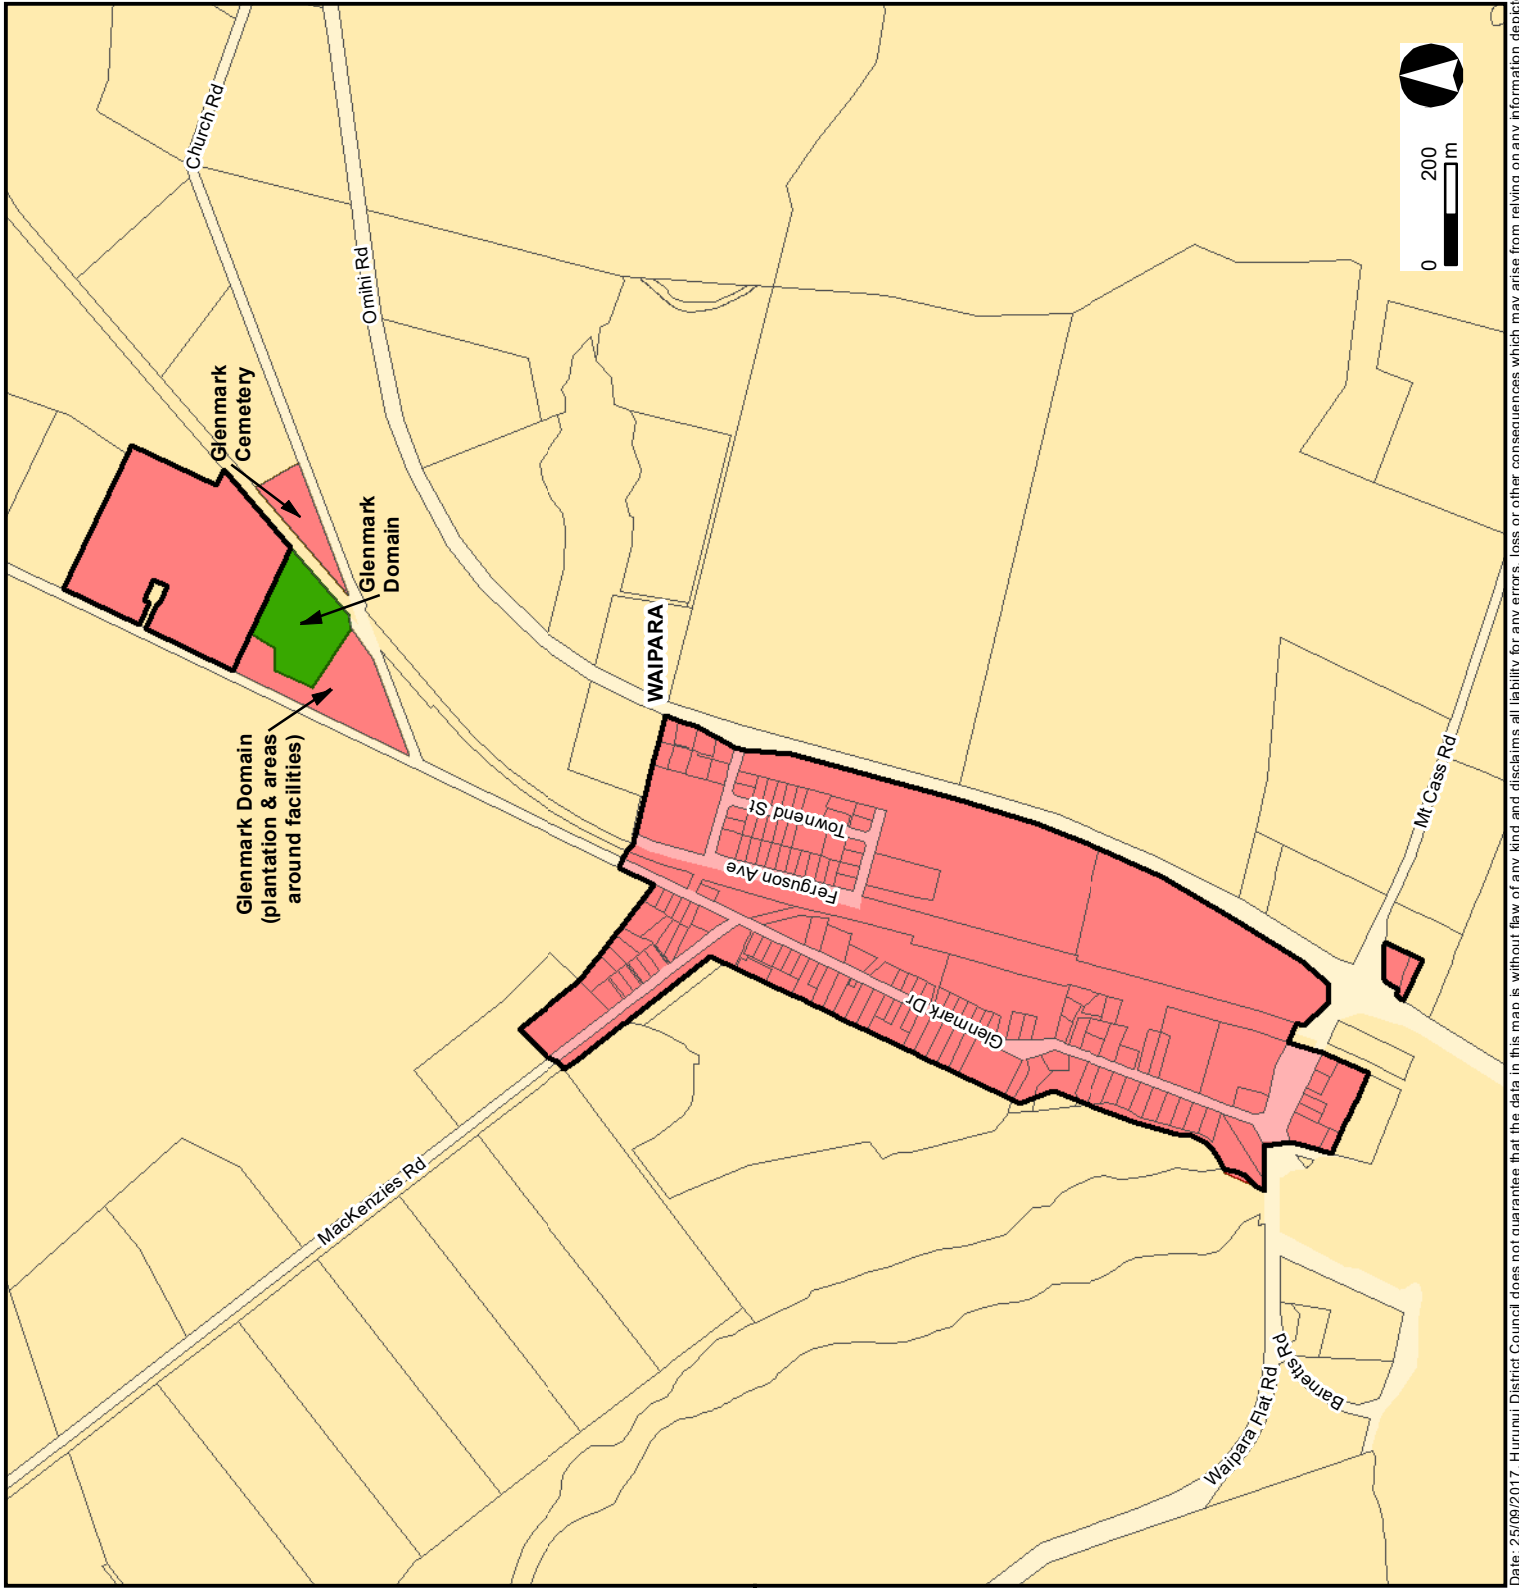 Church Rd
Omihi Rd
Glenmark
Cemetery
Glenmark
Domain
Glenmark Domain
(plantation & areas
around facilities)
WAIPARA
Townend St
Ferguson Ave
Glenmark Dr
MacKenzies Rd
Mt Cass Rd
Waipara Flat Rd
Barnetts Rd
0 200
m
Date: 25/09/2017. Hurunui District Council does not guarantee that the data in this map is without flaw of any kind and disclaims all liability for any errors, loss or other consequences which may arise from relying on any information depict